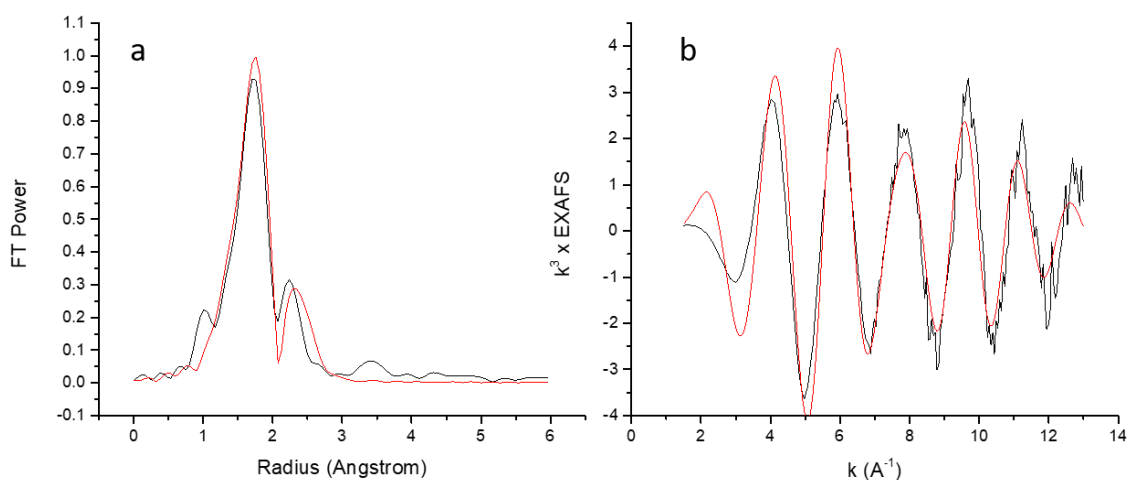 a
1.1
1.0
0.9
0.8
0.7
0.6
0.5
0.4
0.3
0.2
0.1
0.0
-0.1
FT Power
0 1 2 3 4 5 6
Radius (Angstrom)
b
4
3
2
1
0
-1
-2
-3
-4
k³ x EXAFS
0 2 4 6 8 10 12 14
k (A⁻¹)